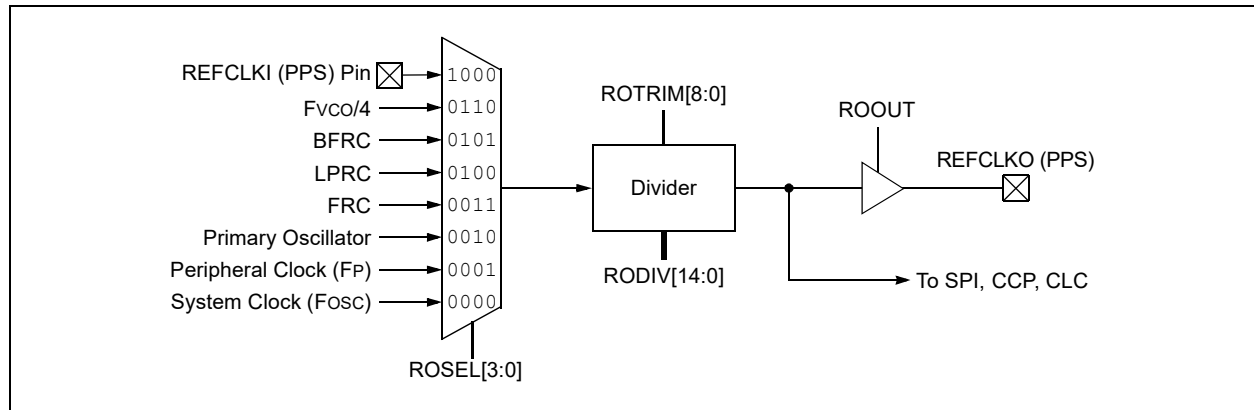 REFCLKI (PPS) Pin
1000
FVCO/4
0110
BFRC
0101
LPRC
0100
FRC
0011
Primary Oscillator
0010
Peripheral Clock (FP)
0001
System Clock (FOSC)
0000
ROSEL[3:0]
ROTRIM[8:0]
Divider
RODIV[14:0]
ROOUT
REFCLKO (PPS)
To SPI, CCP, CLC